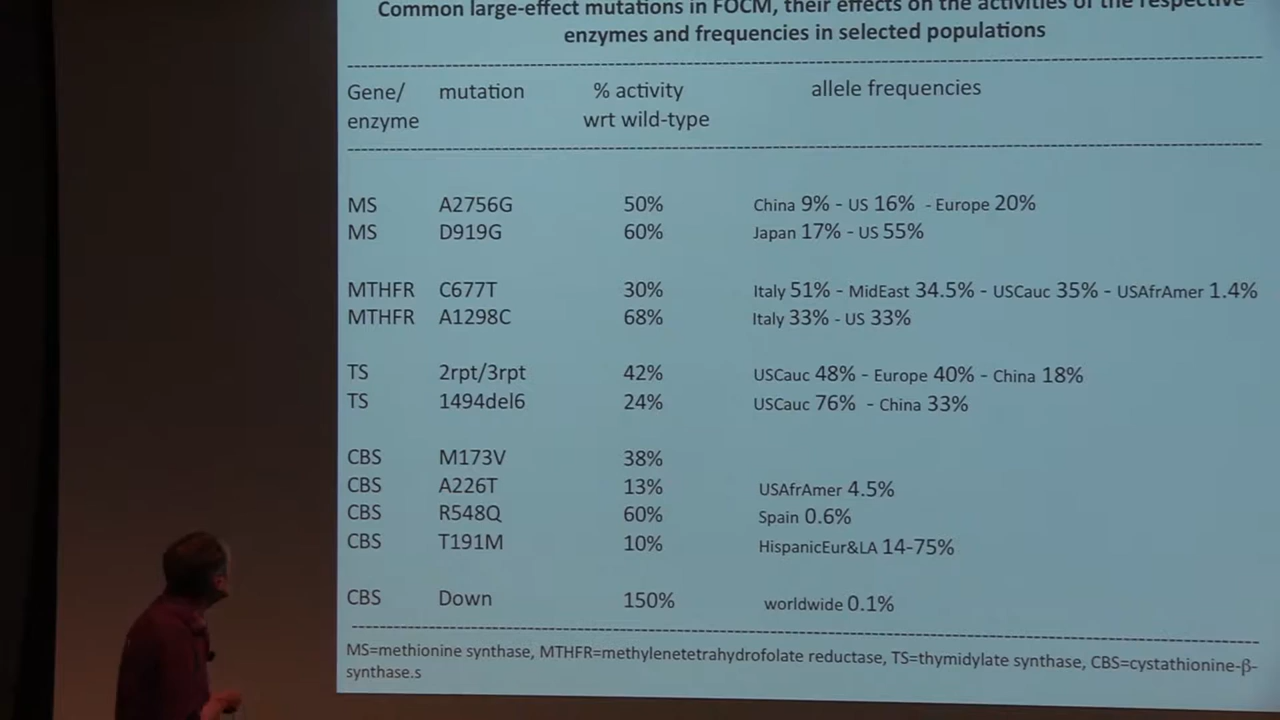 Common large-effect mutations in FOCM, their effects on the activities of the respective
enzymes and frequencies in selected populations
Gene/ mutation % activity allele frequencies
enzyme wrt wild-type
MS A2756G 50% China 9% - US 16% - Europe 20%
MS D919G 60% Japan 17% - US 55%
MTHFR C677T 30% Italy 51% - MidEast 34.5% - USCauc 35% - USAfrAmer 1.4%
MTHFR A1298C 68% Italy 33% - US 33%
TS 2rpt/3rpt 42% USCauc 48% - Europe 40% - China 18%
TS 1494del6 24% USCauc 76% - China 33%
CBS M173V 38%
CBS A226T 13% USAfrAmer 4.5%
CBS R548Q 60% Spain 0.6%
CBS T191M 10% HispanicEur&LA 14-75%
CBS Down 150% worldwide 0.1%
MS=methionine synthase, MTHFR=methylenetetrahydrofolate reductase, TS=thymidylate synthase, CBS=cystathionine-β-
synthase.s